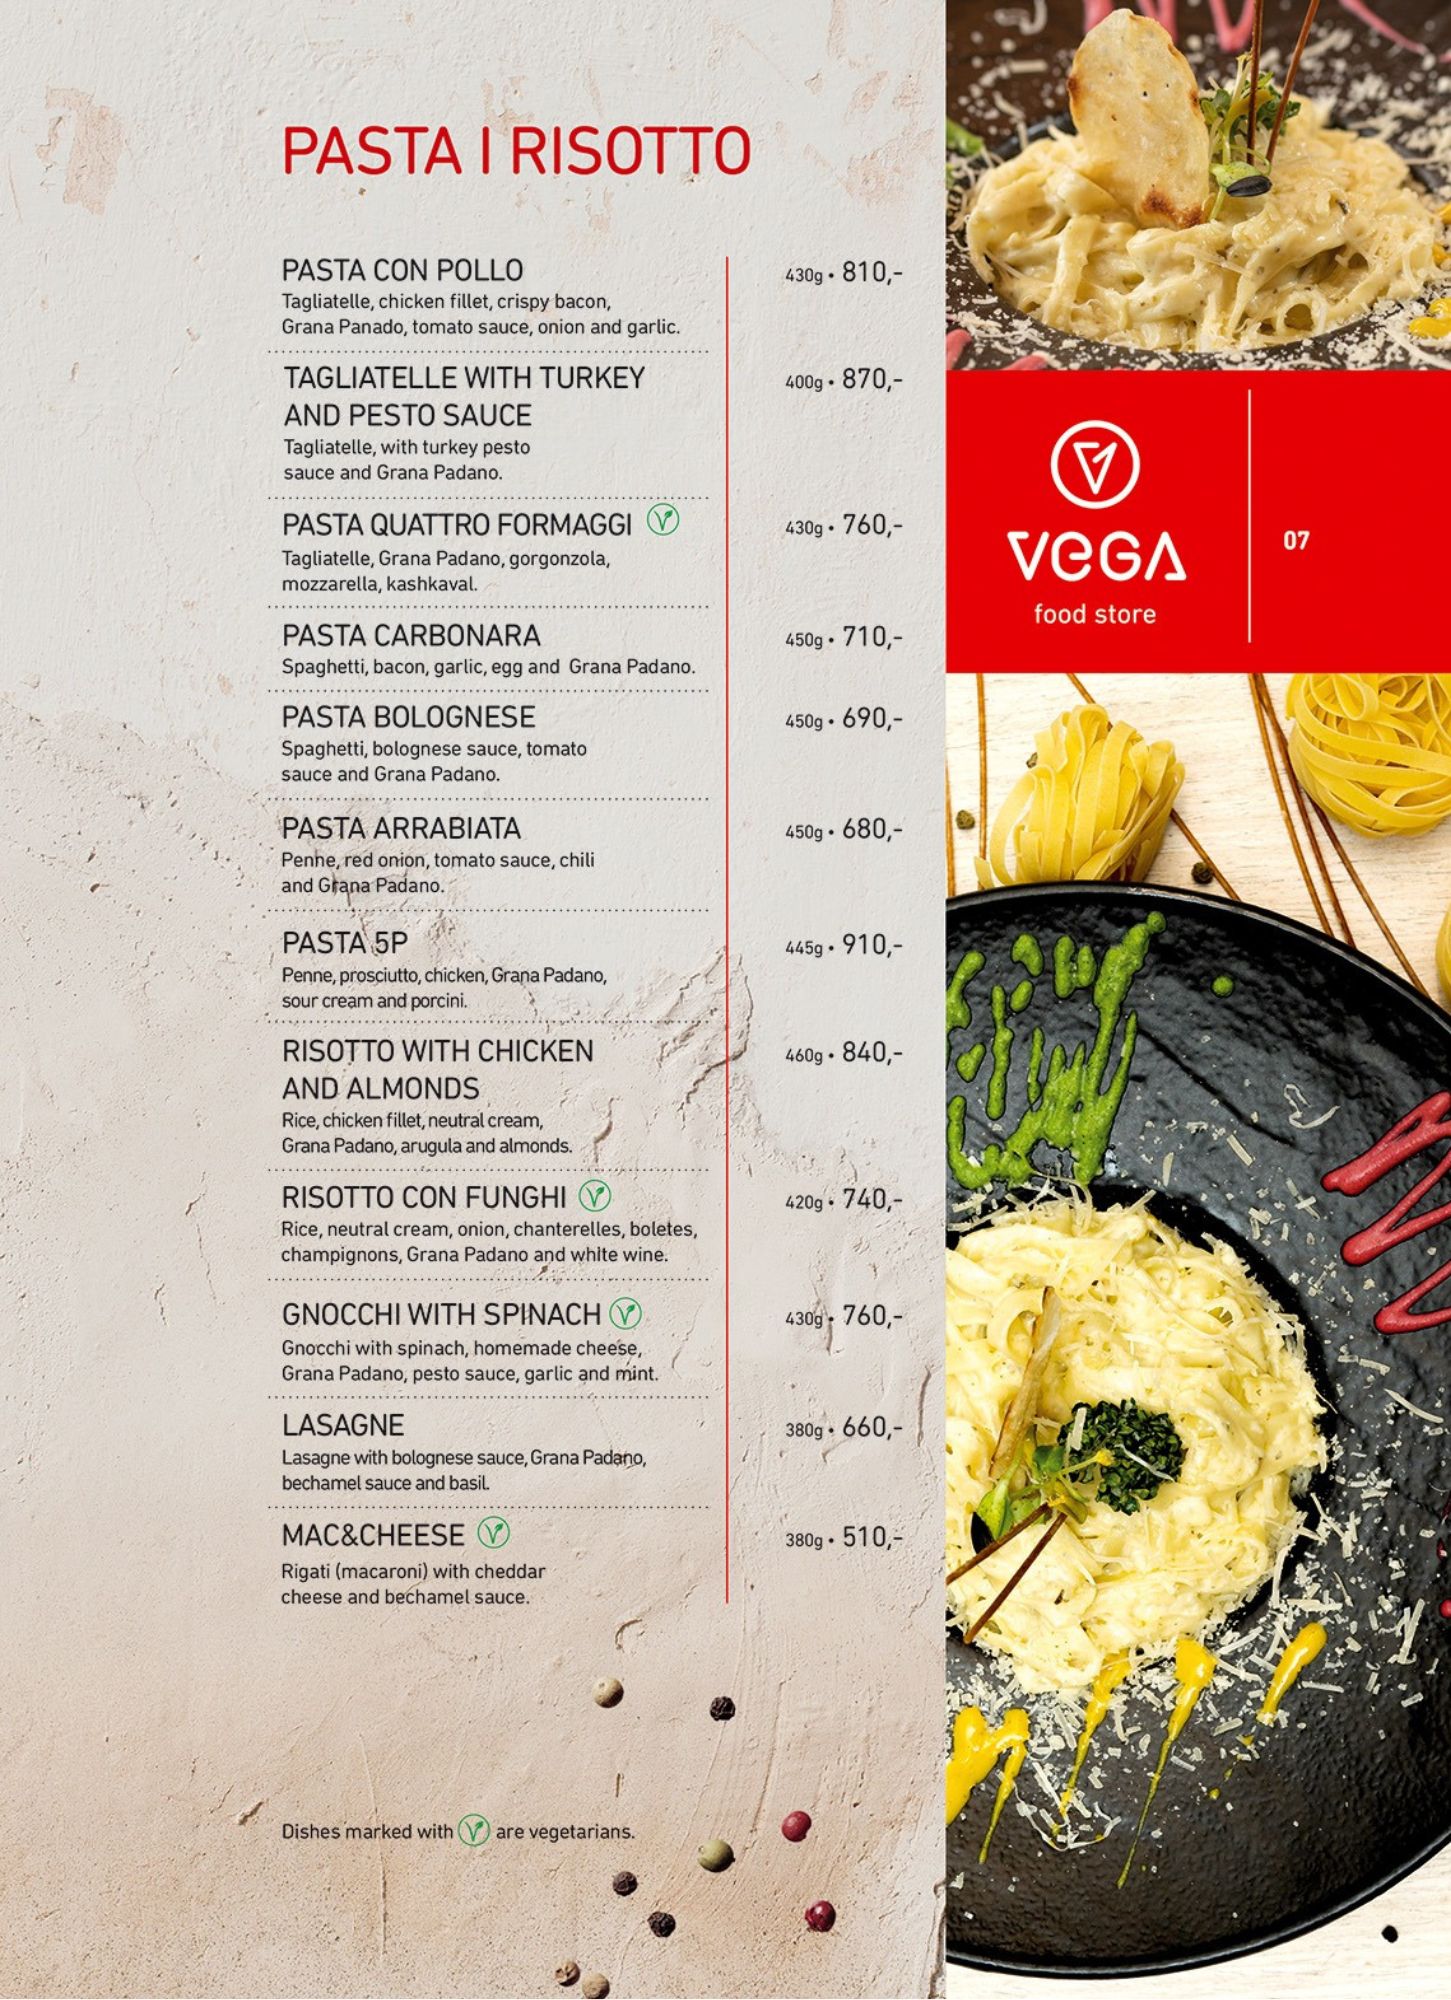 PASTA I RISOTTO
PASTA CON POLLO
430g • 810,-
Tagliatelle, chicken fillet, crispy bacon,
Grana Panado, tomato sauce, onion and garlic.
TAGLIATELLE WITH TURKEY
400g • 870,-
AND PESTO SAUCE
Tagliatelle, with turkey pesto
sauce and Grana Padano.
PASTA QUATTRO FORMAGGI
430g • 760,-
Tagliatelle, Grana Padano, gorgonzola,
mozzarella, kashkaval.
PASTA CARBONARA
450g • 710,-
Spaghetti, bacon, garlic, egg and Grana Padano.
PASTA BOLOGNESE
450g • 690,-
Spaghetti, bolognese sauce, tomato
sauce and Grana Padano.
PASTA ARRABIATA
450g • 680,-
Penne, red onion, tomato sauce, chili
and Grana Padano.
PASTA 5P
445g • 910,-
Penne, prosciutto, chicken, Grana Padano,
sour cream and porcini.
RISOTTO WITH CHICKEN
460g • 840,-
AND ALMONDS
Rice, chicken fillet, neutral cream,
Grana Padano, arugula and almonds.
RISOTTO CON FUNGHI
420g • 740,-
Rice, neutral cream, onion, chanterelles, boletes,
champignons, Grana Padano and white wine.
GNOCCHI WITH SPINACH
430g • 760,-
Gnocchi with spinach, homemade cheese,
Grana Padano, pesto sauce, garlic and mint.
LASAGNE
380g • 660,-
Lasagne with bolognese sauce, Grana Padano,
bechamel sauce and basil.
MAC&CHEESE
380g • 510,-
Rigati (macaroni) with cheddar
cheese and bechamel sauce.
Dishes marked with V are vegetarians.
VeGA
food store
07